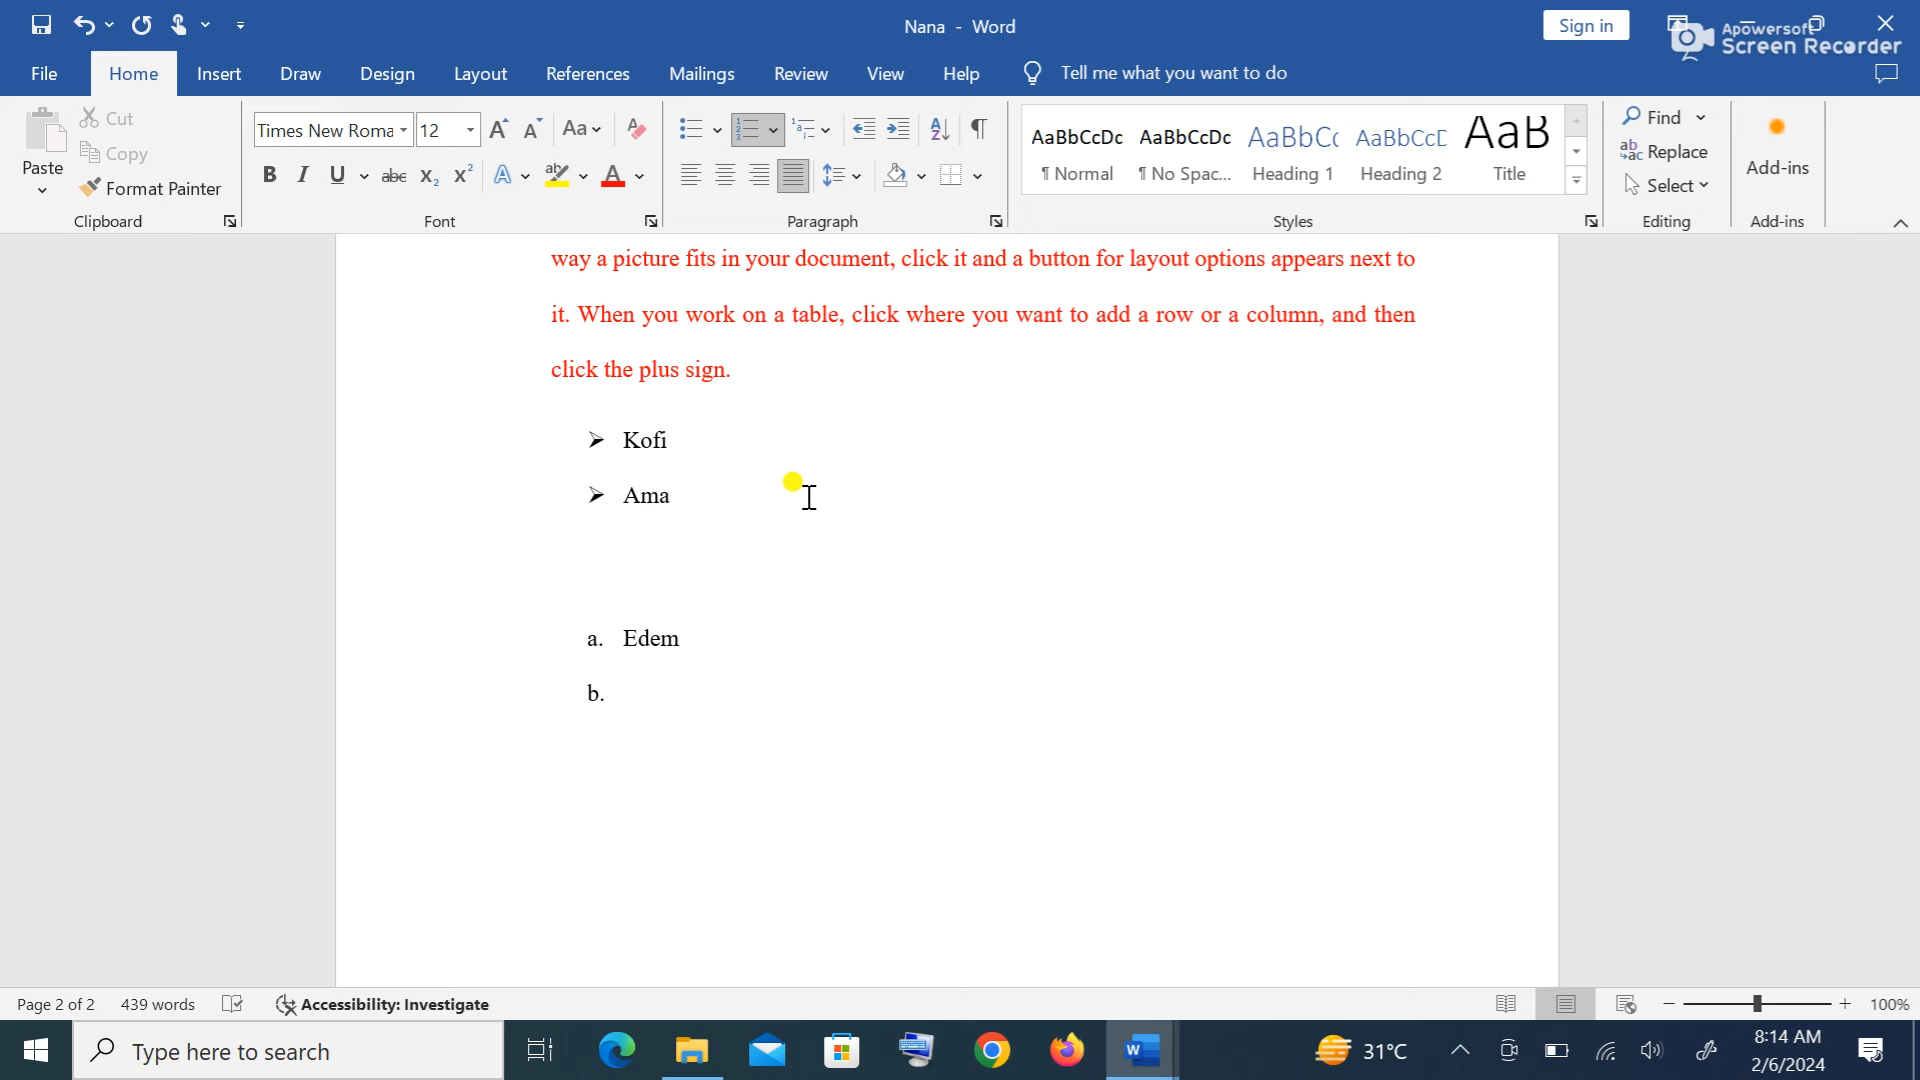 Nana - Word
Sign in
Apowersoft
Screen Recorder
File Home Insert Draw Design Layout References Mailings Review View Help Tell me what you want to do
Paste
Cut
Copy
Format Painter
Clipboard
Times New Roma 12
Font
Paragraph
AaBbCcDc AaBbCcDc AaBbC AaBbCcD AaB
¶ Normal ¶ No Spac... Heading 1 Heading 2 Title
Styles
Find
Replace
Select
Editing
Add-ins
Add-ins
way a picture fits in your document, click it and a button for layout options appears next to
it. When you work on a table, click where you want to add a row or a column, and then
click the plus sign.
➢ Kofi
➢ Ama
a. Edem
b.
Page 2 of 2 439 words Accessibility: Investigate 100%
Type here to search
31°C
8:14 AM
2/6/2024